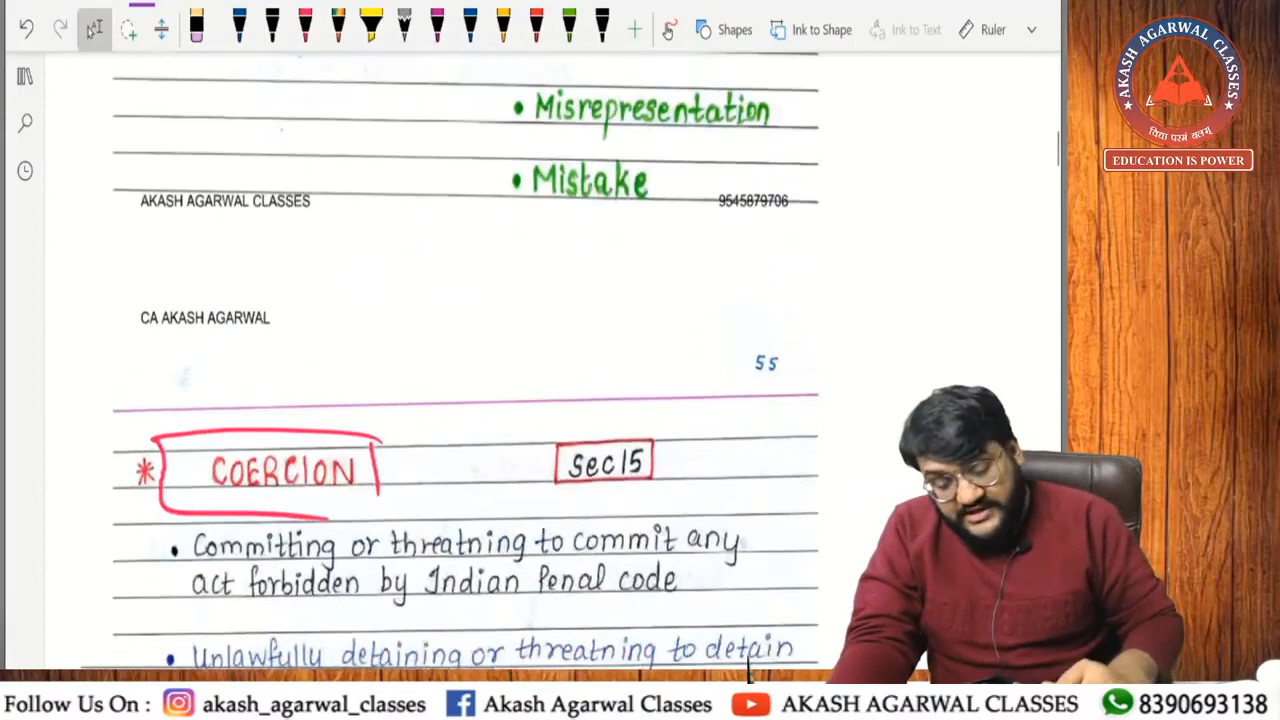 Shapes
Ink to Shape
Ink to Text
Ruler
AKASH AGARWAL CLASSES
विद्या परमं बलम्
EDUCATION IS POWER
• Misrepresentation
• Mistake
AKASH AGARWAL CLASSES 9545879706
CA AKASH AGARWAL
55
* COERCION Sec 15
• Committing or threatning to commit any
act forbidden by Indian Penal code
• Unlawfully detaining or threatning to detain
Follow Us On : akash_agarwal_classes Akash Agarwal Classes AKASH AGARWAL CLASSES 8390693138